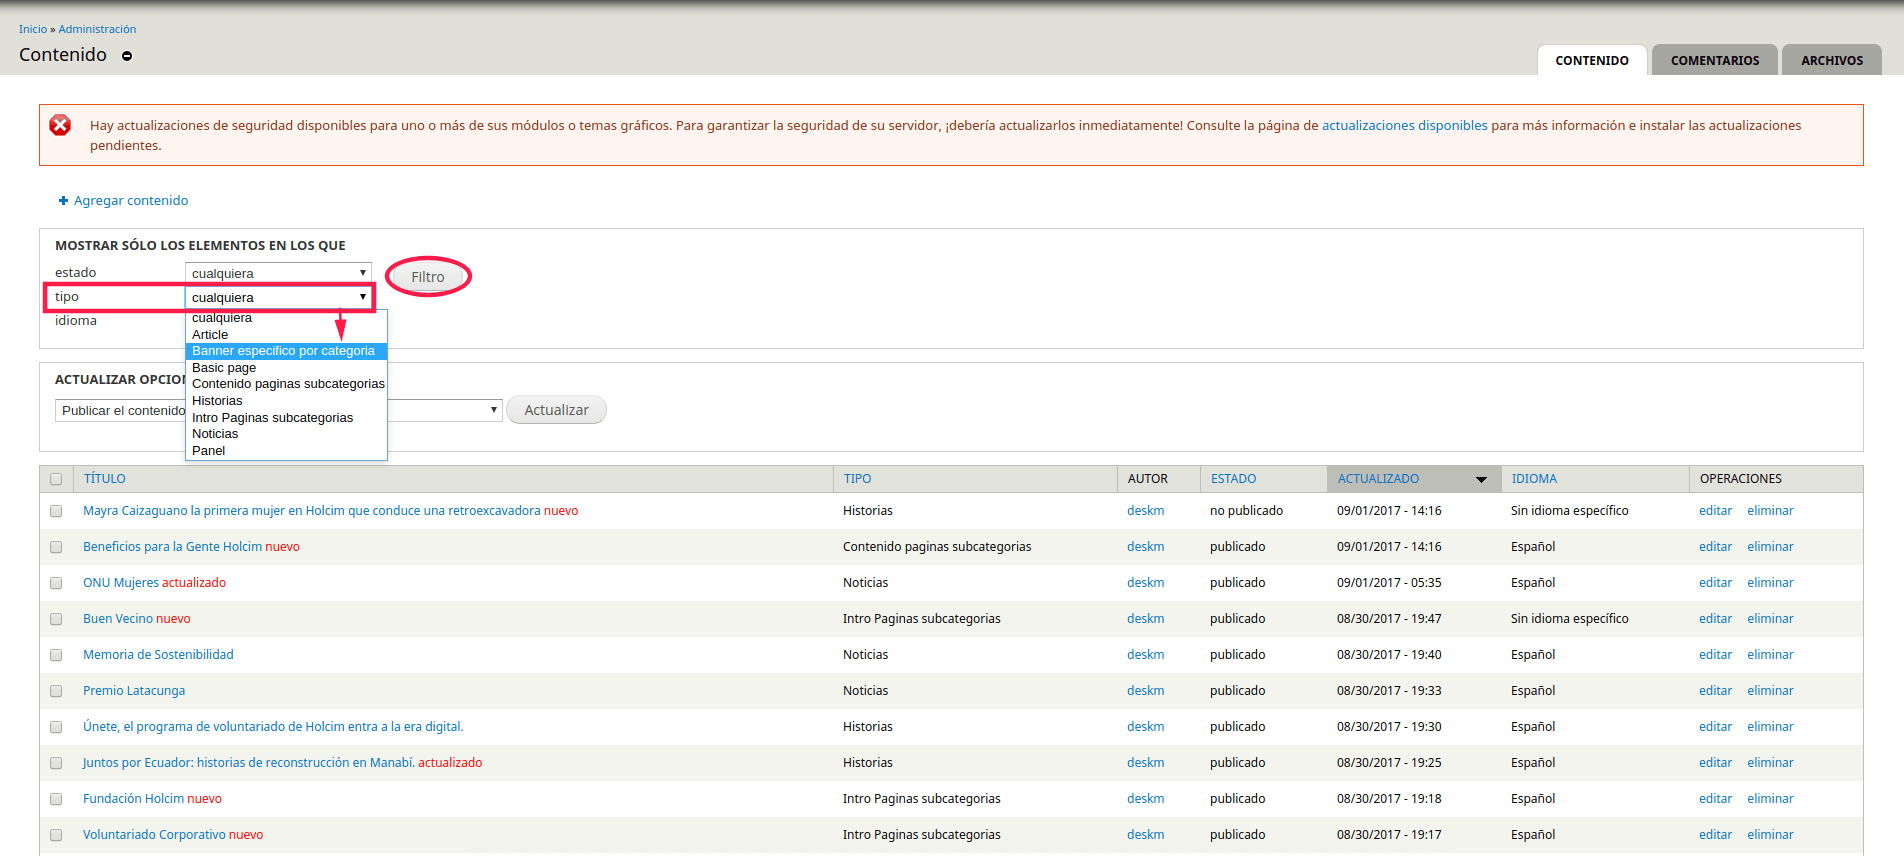 Inicio » Administración
Contenido
CONTENIDO COMENTARIOS ARCHIVOS
Hay actualizaciones de seguridad disponibles para uno o más de sus módulos o temas gráficos. Para garantizar la seguridad de su servidor, ¡debería actualizarlos inmediatamente! Consulte la página de actualizaciones disponibles para más información e instalar las actualizaciones
pendientes.
Agregar contenido
MOSTRAR SÓLO LOS ELEMENTOS EN LOS QUE
estado cualquiera Filtro
tipo cualquiera
idioma
cualquiera
Article
Banner especifico por categoria
Basic page
Contenido paginas subcategorias
Historias
Intro Paginas subcategorias
Noticias
Panel
ACTUALIZAR OPCION
Publicar el contenido Actualizar
TÍTULO TIPO AUTOR ESTADO ACTUALIZADO IDIOMA OPERACIONES
Mayra Caizaguano la primera mujer en Holcim que conduce una retroexcavadora nuevo Historias deskm no publicado 09/01/2017 - 14:16 Sin idioma específico editar eliminar
Beneficios para la Gente Holcim nuevo Contenido paginas subcategorias deskm publicado 09/01/2017 - 14:16 Español editar eliminar
ONU Mujeres actualizado Noticias deskm publicado 09/01/2017 - 05:35 Español editar eliminar
Buen Vecino nuevo Intro Paginas subcategorias deskm publicado 08/30/2017 - 19:47 Sin idioma específico editar eliminar
Memoria de Sostenibilidad Noticias deskm publicado 08/30/2017 - 19:40 Español editar eliminar
Premio Latacunga Noticias deskm publicado 08/30/2017 - 19:33 Español editar eliminar
Únete, el programa de voluntariado de Holcim entra a la era digital. Historias deskm publicado 08/30/2017 - 19:30 Español editar eliminar
Juntos por Ecuador: historias de reconstrucción en Manabí. actualizado Historias deskm publicado 08/30/2017 - 19:25 Español editar eliminar
Fundación Holcim nuevo Intro Paginas subcategorias deskm publicado 08/30/2017 - 19:18 Español editar eliminar
Voluntariado Corporativo nuevo Intro Paginas subcategorias deskm publicado 08/30/2017 - 19:17 Español editar eliminar